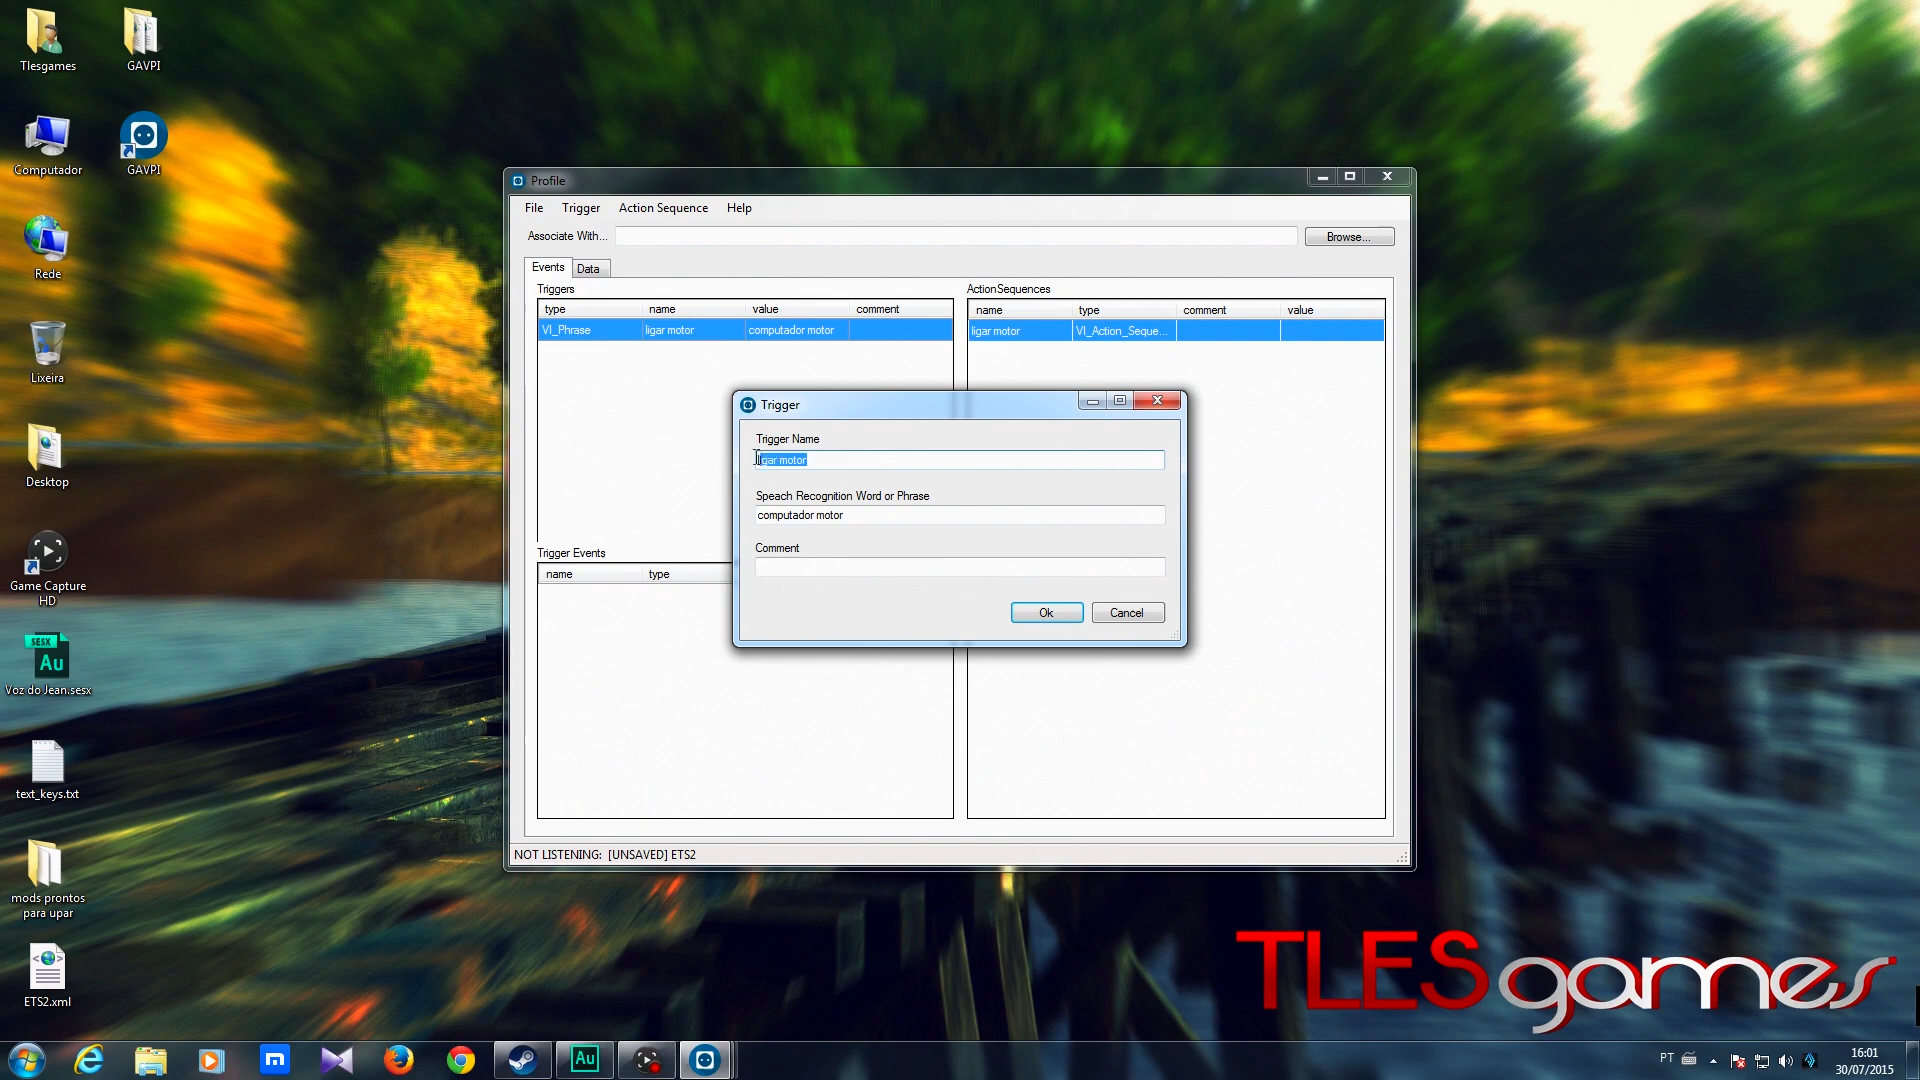 Tlesgames
GAVPI
Computador
GAVPI
Rede
Lixeira
Desktop
Game Capture
HD
SESX
Au
Voz do Jean.sesx
text_keys.txt
mods prontos
para upar
ETS2.xml
Profile
File Trigger Action Sequence Help
Associate With... Browse...
Events Data
Triggers
type name value comment
VI_Phrase ligar motor computador motor
ActionSequences
name type comment value
ligar motor VI_Action_Seque...
Trigger Events
name type
Trigger
Trigger Name
ligar motor
Speach Recognition Word or Phrase
computador motor
Comment
Ok Cancel
NOT LISTENING: [UNSAVED] ETS2
TLESgames
Au
PT
16:01
30/07/2015